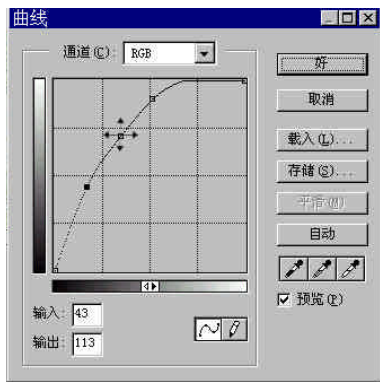 曲线
通道(C): RGB
好
取消
载入(L)...
存储(S)...
平滑(M)
自动
预览(P)
输入: 43
输出: 113